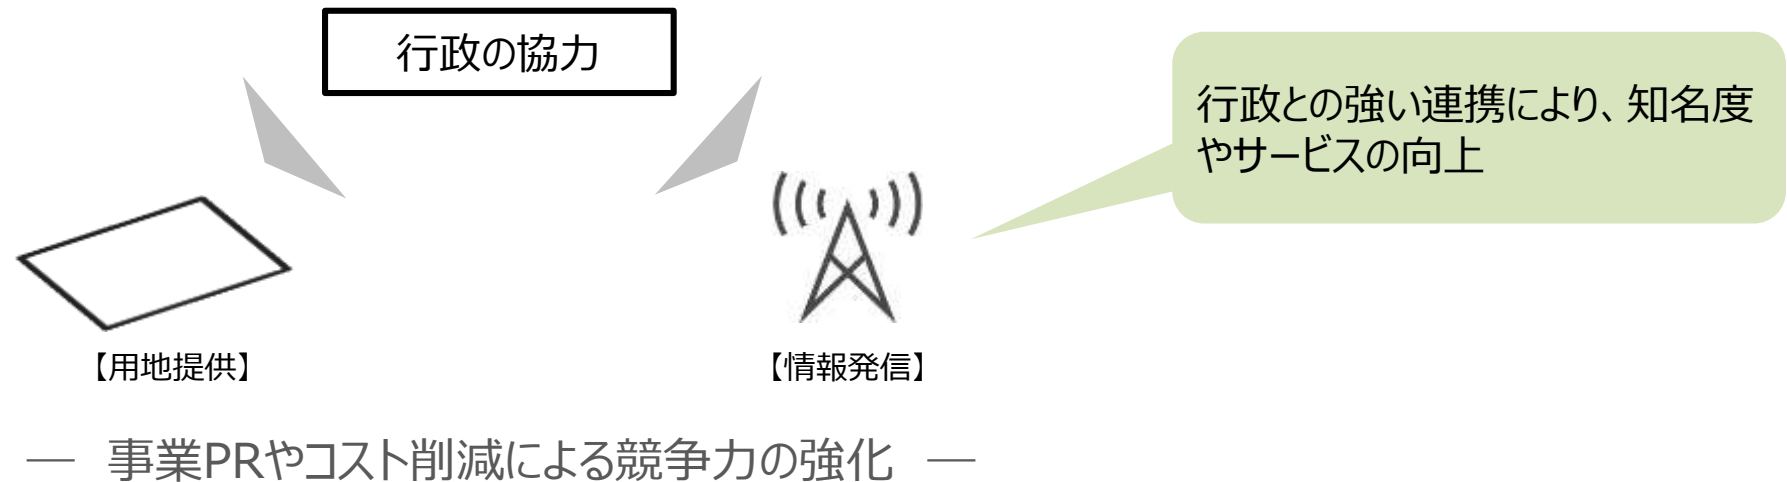 行政の協力
行政との強い連携により、知名度
やサービスの向上
【用地提供】
【情報発信】
― 事業PRやコスト削減による競争力の強化 ―